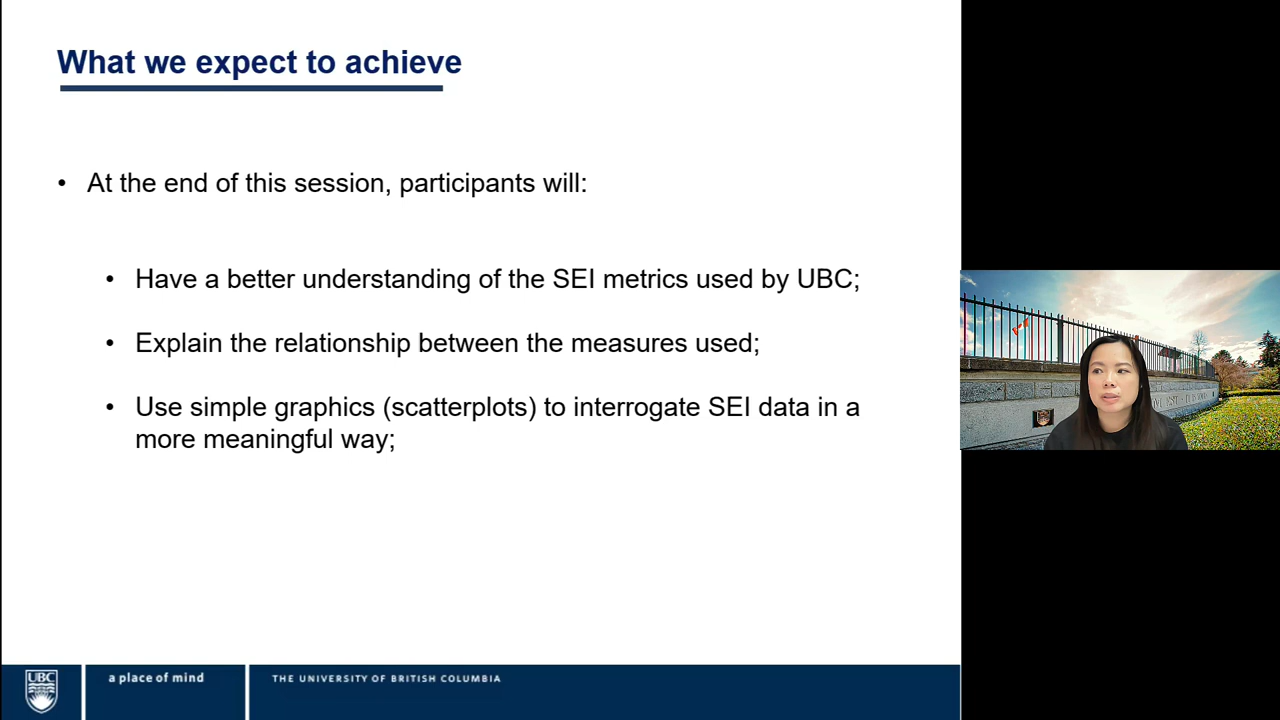 What we expect to achieve
• At the end of this session, participants will:
• Have a better understanding of the SEI metrics used by UBC;
• Explain the relationship between the measures used;
• Use simple graphics (scatterplots) to interrogate SEI data in a
more meaningful way;
UBC
a place of mind
THE UNIVERSITY OF BRITISH COLUMBIA